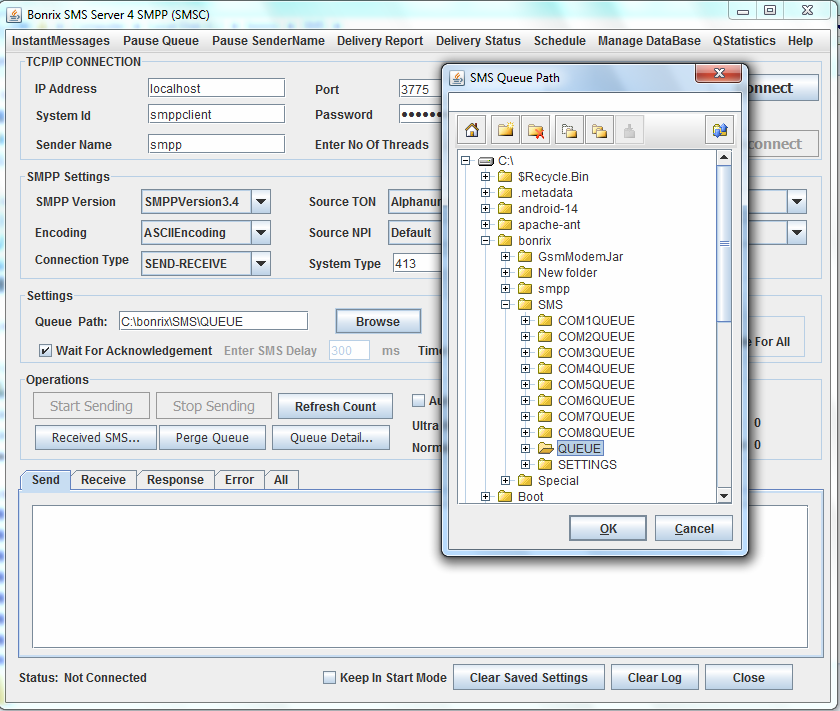 Bonrix SMS Server 4 SMPP (SMSC)
InstantMessages Pause Queue Pause SenderName Delivery Report Delivery Status Schedule Manage DataBase QStatistics Help
TCP/IP CONNECTION
IP Address localhost Port 3775
System Id smppclient Password
Sender Name smpp Enter No Of Threads
SMPP Settings
SMPP Version SMPPVersion3.4 Source TON Alphanum
Encoding ASCIIEncoding Source NPI Default
Connection Type SEND-RECEIVE System Type 413
Settings
Queue Path: C:\bonrix\SMS\QUEUE Browse
Wait For Acknowledgement Enter SMS Delay 300 ms Time
e For All
Operations
Start Sending Stop Sending Refresh Count Au
Received SMS... Perge Queue Queue Detail... Ultra 0
Norm 0
Send Receive Response Error All
Status: Not Connected Keep In Start Mode Clear Saved Settings Clear Log Close
onnect
connect
SMS Queue Path
C:\
$Recycle.Bin
.metadata
android-14
apache-ant
bonrix
GsmModemJar
New folder
smpp
SMS
COM1QUEUE
COM2QUEUE
COM3QUEUE
COM4QUEUE
COM5QUEUE
COM6QUEUE
COM7QUEUE
COM8QUEUE
QUEUE
SETTINGS
Special
Boot
OK Cancel